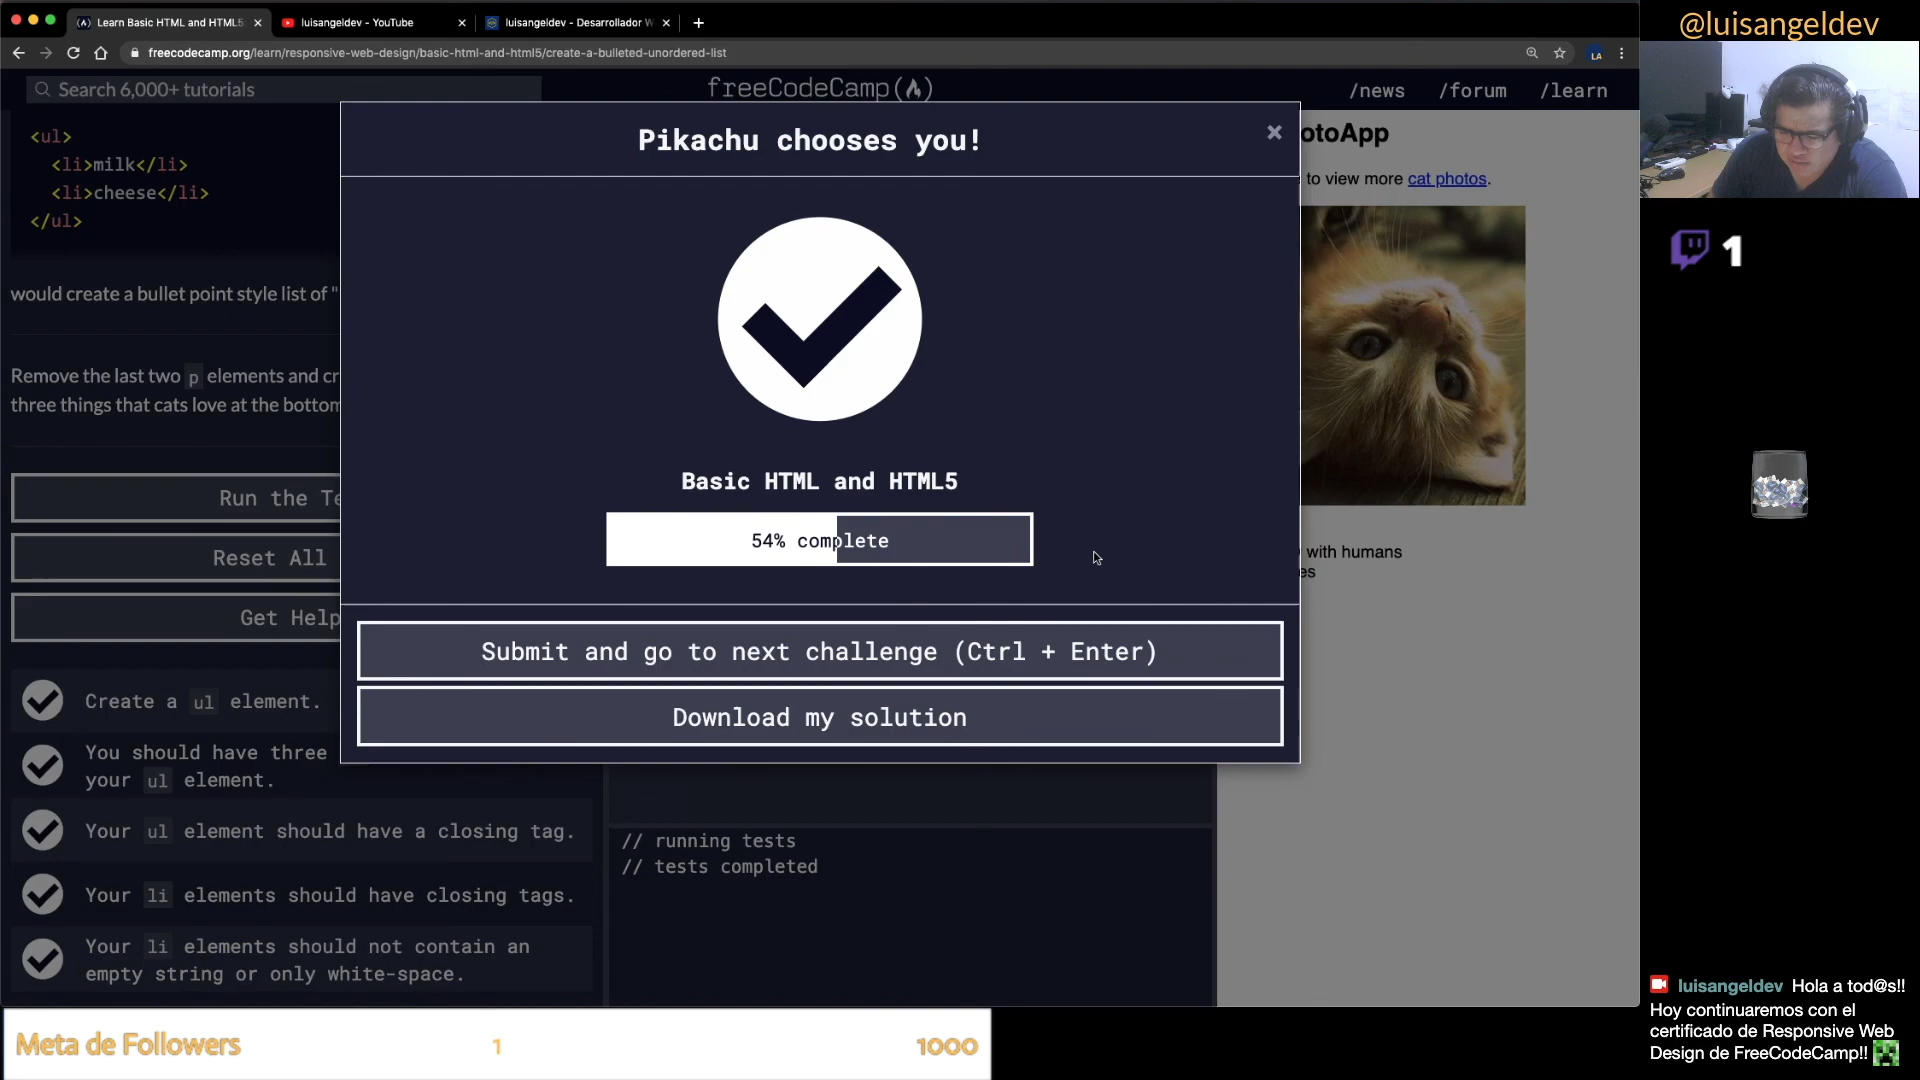 Learn Basic HTML and HTML5
luisangeldev - YouTube
luisangeldev - Desarrollador W
freecodecamp.org/learn/responsive-web-design/basic-html-and-html5/create-a-bulleted-unordered-list
LA
Search 6,000+ tutorials
freeCodeCamp
/news
/forum
/learn
<ul>
<li>milk</li>
<li>cheese</li>
</ul>
would create a bullet point style list of "
Remove the last two p elements and cr
three things that cats love at the bottom
Run the Te
Reset All
Get Help
Create a ul element.
You should have three
your ul element.
Your ul element should have a closing tag.
Your li elements should have closing tags.
Your li elements should not contain an
empty string or only white-space.
Pikachu chooses you!
×
Basic HTML and HTML5
54% complete
Submit and go to next challenge (Ctrl + Enter)
Download my solution
// running tests
// tests completed
otoApp
to view more cat photos.
with humans
es
@luisangeldev
1
luisangeldev Hola a tod@s!!
Hoy continuaremos con el
certificado de Responsive Web
Design de FreeCodeCamp!!
Meta de Followers
1
1000